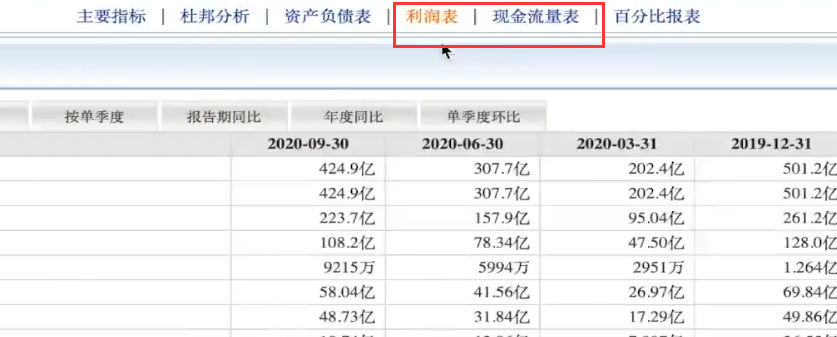 主要指标 | 杜邦分析 | 资产负债表 | 利润表 | 现金流量表 | 百分比报表
按单季度 报告期同比 年度同比 单季度环比
2020-09-30 2020-06-30 2020-03-31 2019-12-31
424.9亿 307.7亿 202.4亿 501.2亿
424.9亿 307.7亿 202.4亿 501.2亿
223.7亿 157.9亿 95.04亿 261.2亿
108.2亿 78.34亿 47.50亿 128.0亿
9215万 5994万 2951万 1.264亿
58.04亿 41.56亿 26.97亿 69.84亿
48.73亿 31.84亿 17.29亿 49.86亿